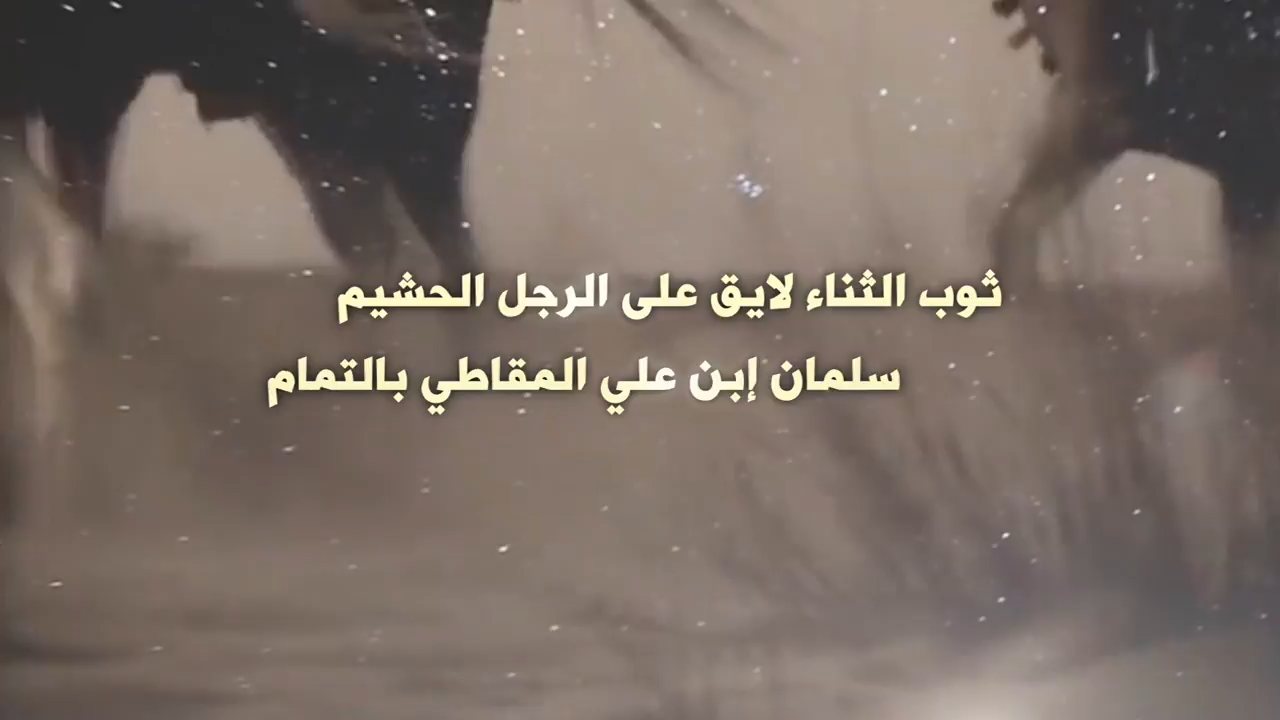 ثوب الثناء لايق على الرجل الحشيم
سلمان إبن علي المقاطي بالتمام